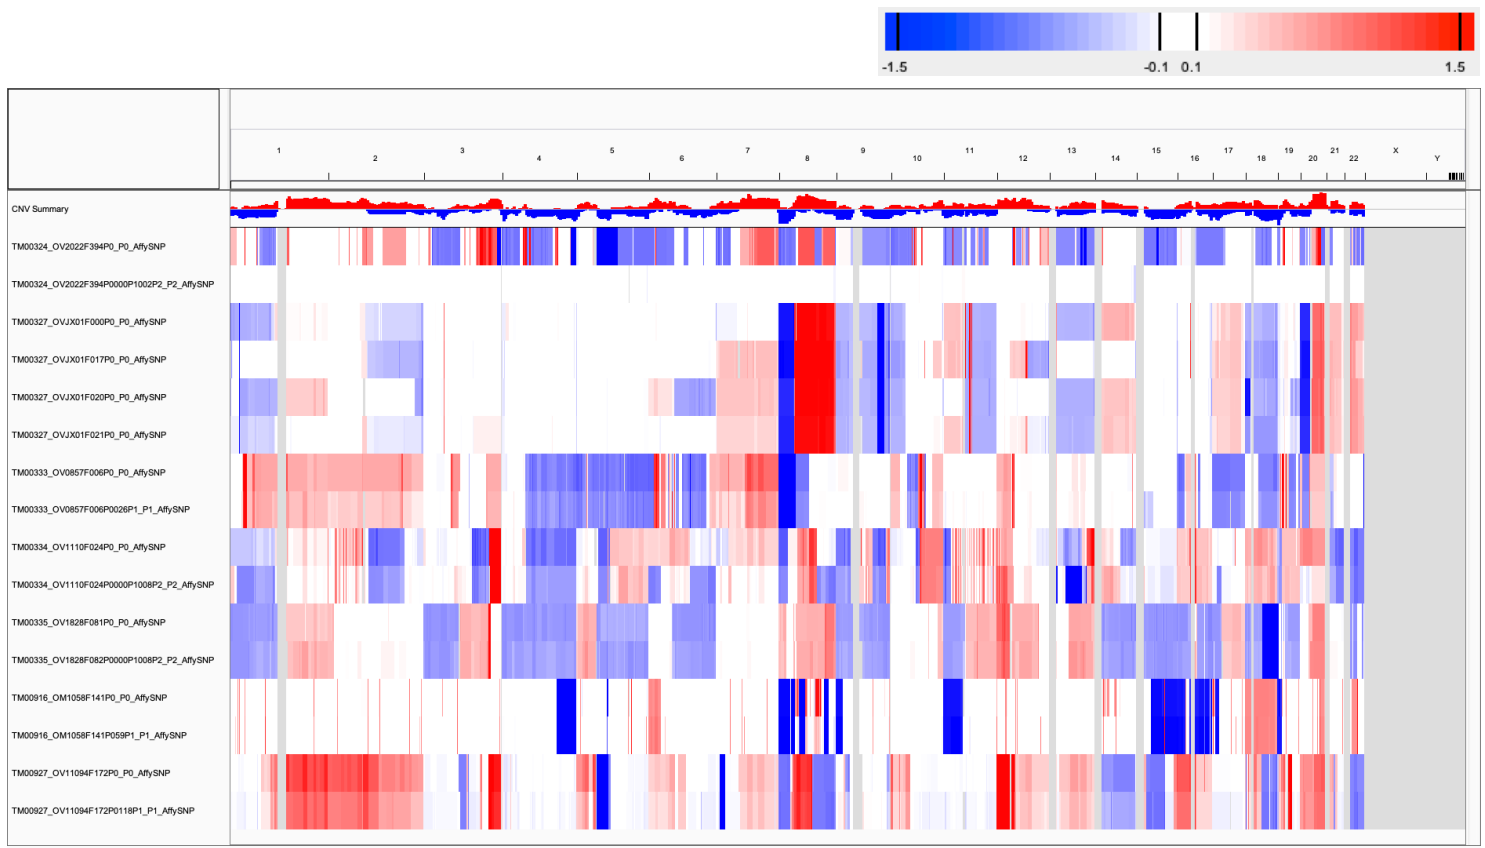 -1.5 -0.1 0.1 1.5
1 2 3 4 5 6 7 8 9 10 11 12 13 14 15 16 17 18 19 20 21 22 X Y
CNV Summary
TM00324_OV2022F394P0_P0_AffySNP
TM00324_OV2022F394P0000P1002P2_P2_AffySNP
TM00327_OVJX01F000P0_P0_AffySNP
TM00327_OVJX01F017P0_P0_AffySNP
TM00327_OVJX01F020P0_P0_AffySNP
TM00327_OVJX01F021P0_P0_AffySNP
TM00333_OV0857F006P0_P0_AffySNP
TM00333_OV0857F006P0026P1_P1_AffySNP
TM00334_OV1110F024P0_P0_AffySNP
TM00334_OV1110F024P0000P1008P2_P2_AffySNP
TM00335_OV1828F081P0_P0_AffySNP
TM00335_OV1828F082P0000P1008P2_P2_AffySNP
TM00916_OM1058F141P0_P0_AffySNP
TM00916_OM1058F141P059P1_P1_AffySNP
TM00927_OV11094F172P0_P0_AffySNP
TM00927_OV11094F172P0118P1_P1_AffySNP